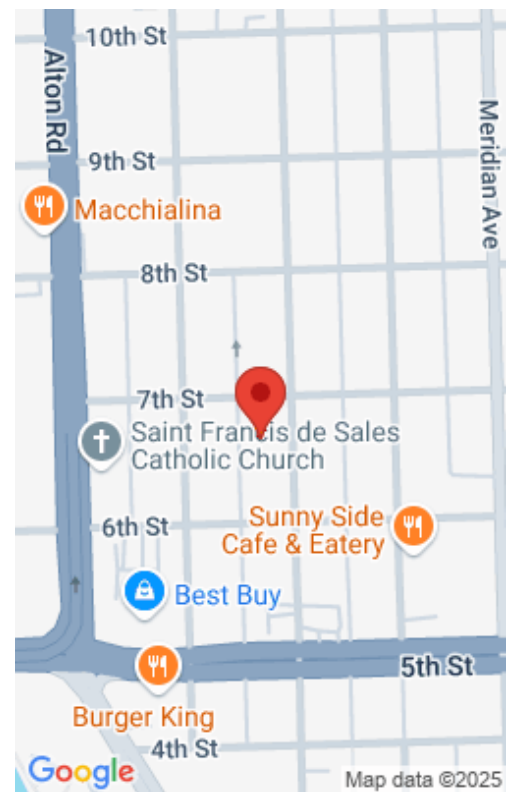 10th St
Alton Rd
9th St
Meridian Ave
Macchialina
8th St
7th St
Saint Francis de Sales
Catholic Church
Sunny Side
Cafe & Eatery
6th St
Best Buy
5th St
Burger King
4th St
Google
Map data ©2025